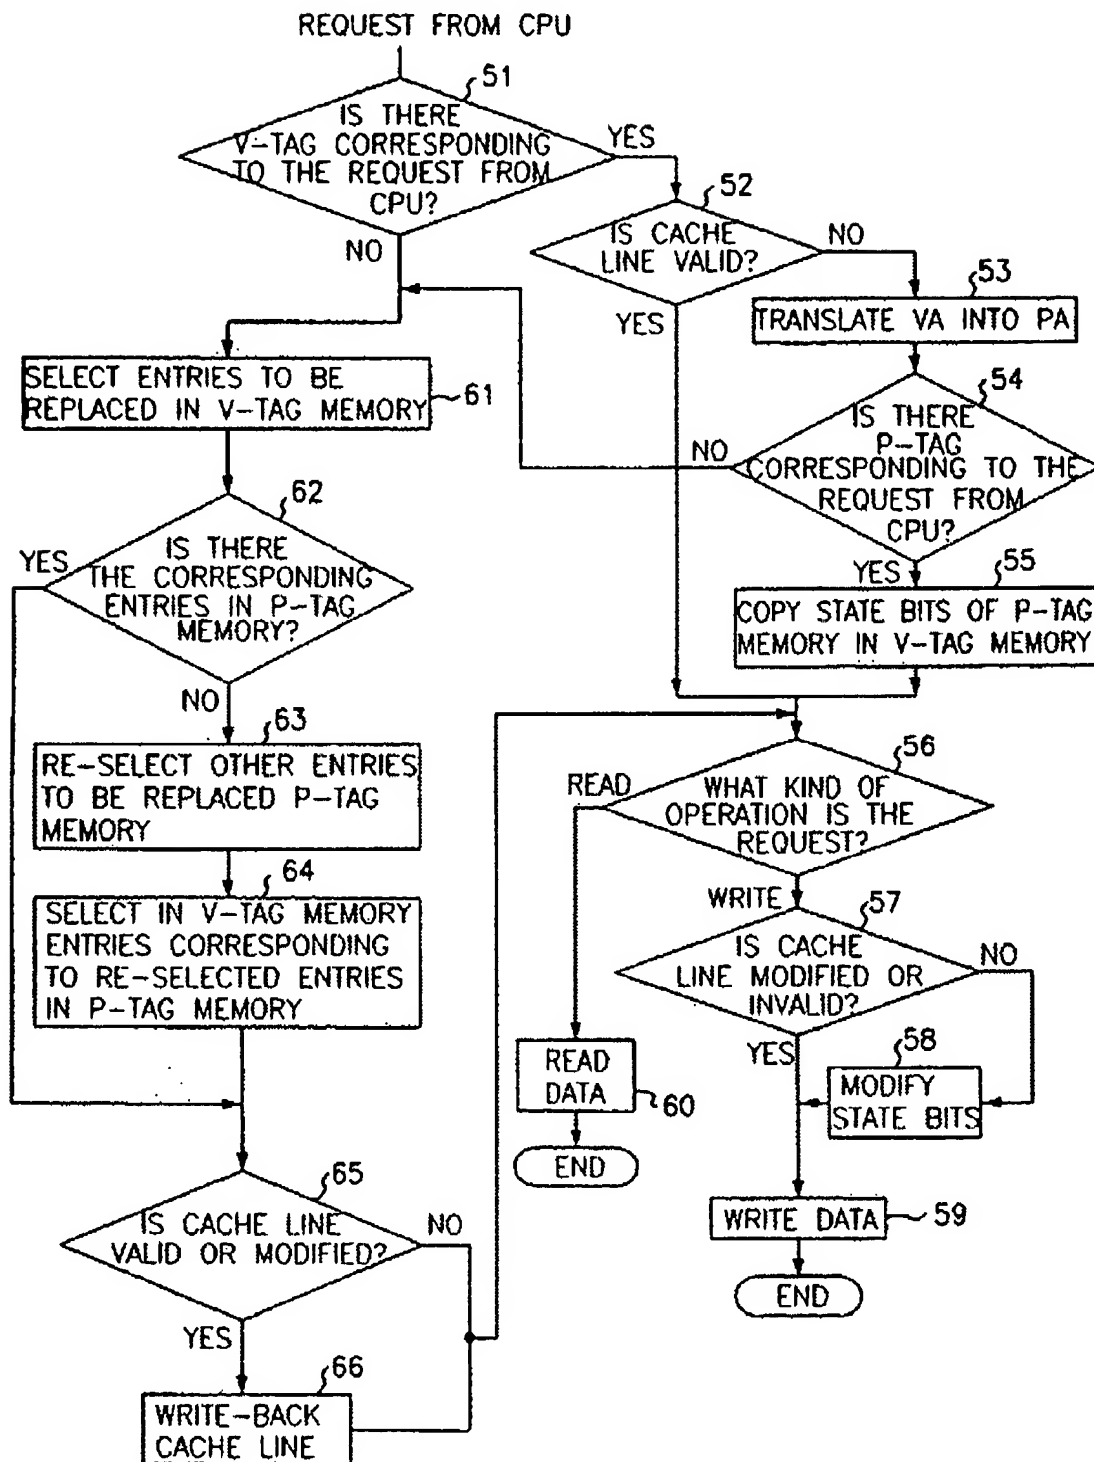 REQUEST FROM CPU
51
IS THERE
V-TAG CORRESPONDING
TO THE REQUEST FROM
CPU?
YES
NO
52
IS CACHE
LINE VALID?
NO
YES
53
TRANSLATE VA INTO PA
54
IS THERE
P-TAG
CORRESPONDING TO THE
REQUEST FROM
CPU?
NO
YES
55
COPY STATE BITS OF P-TAG
MEMORY IN V-TAG MEMORY
SELECT ENTRIES TO BE
REPLACED IN V-TAG MEMORY
61
62
IS THERE
THE CORRESPONDING
ENTRIES IN P-TAG
MEMORY?
YES
NO
63
RE-SELECT OTHER ENTRIES
TO BE REPLACED P-TAG
MEMORY
64
SELECT IN V-TAG MEMORY
ENTRIES CORRESPONDING
TO RE-SELECTED ENTRIES
IN P-TAG MEMORY
56
WHAT KIND OF
OPERATION IS THE
REQUEST?
READ
WRITE
57
IS CACHE
LINE MODIFIED OR
INVALID?
NO
YES
58
MODIFY
STATE BITS
READ
DATA
60
END
WRITE DATA
59
END
65
IS CACHE LINE
VALID OR MODIFIED?
NO
YES
66
WRITE-BACK
CACHE LINE